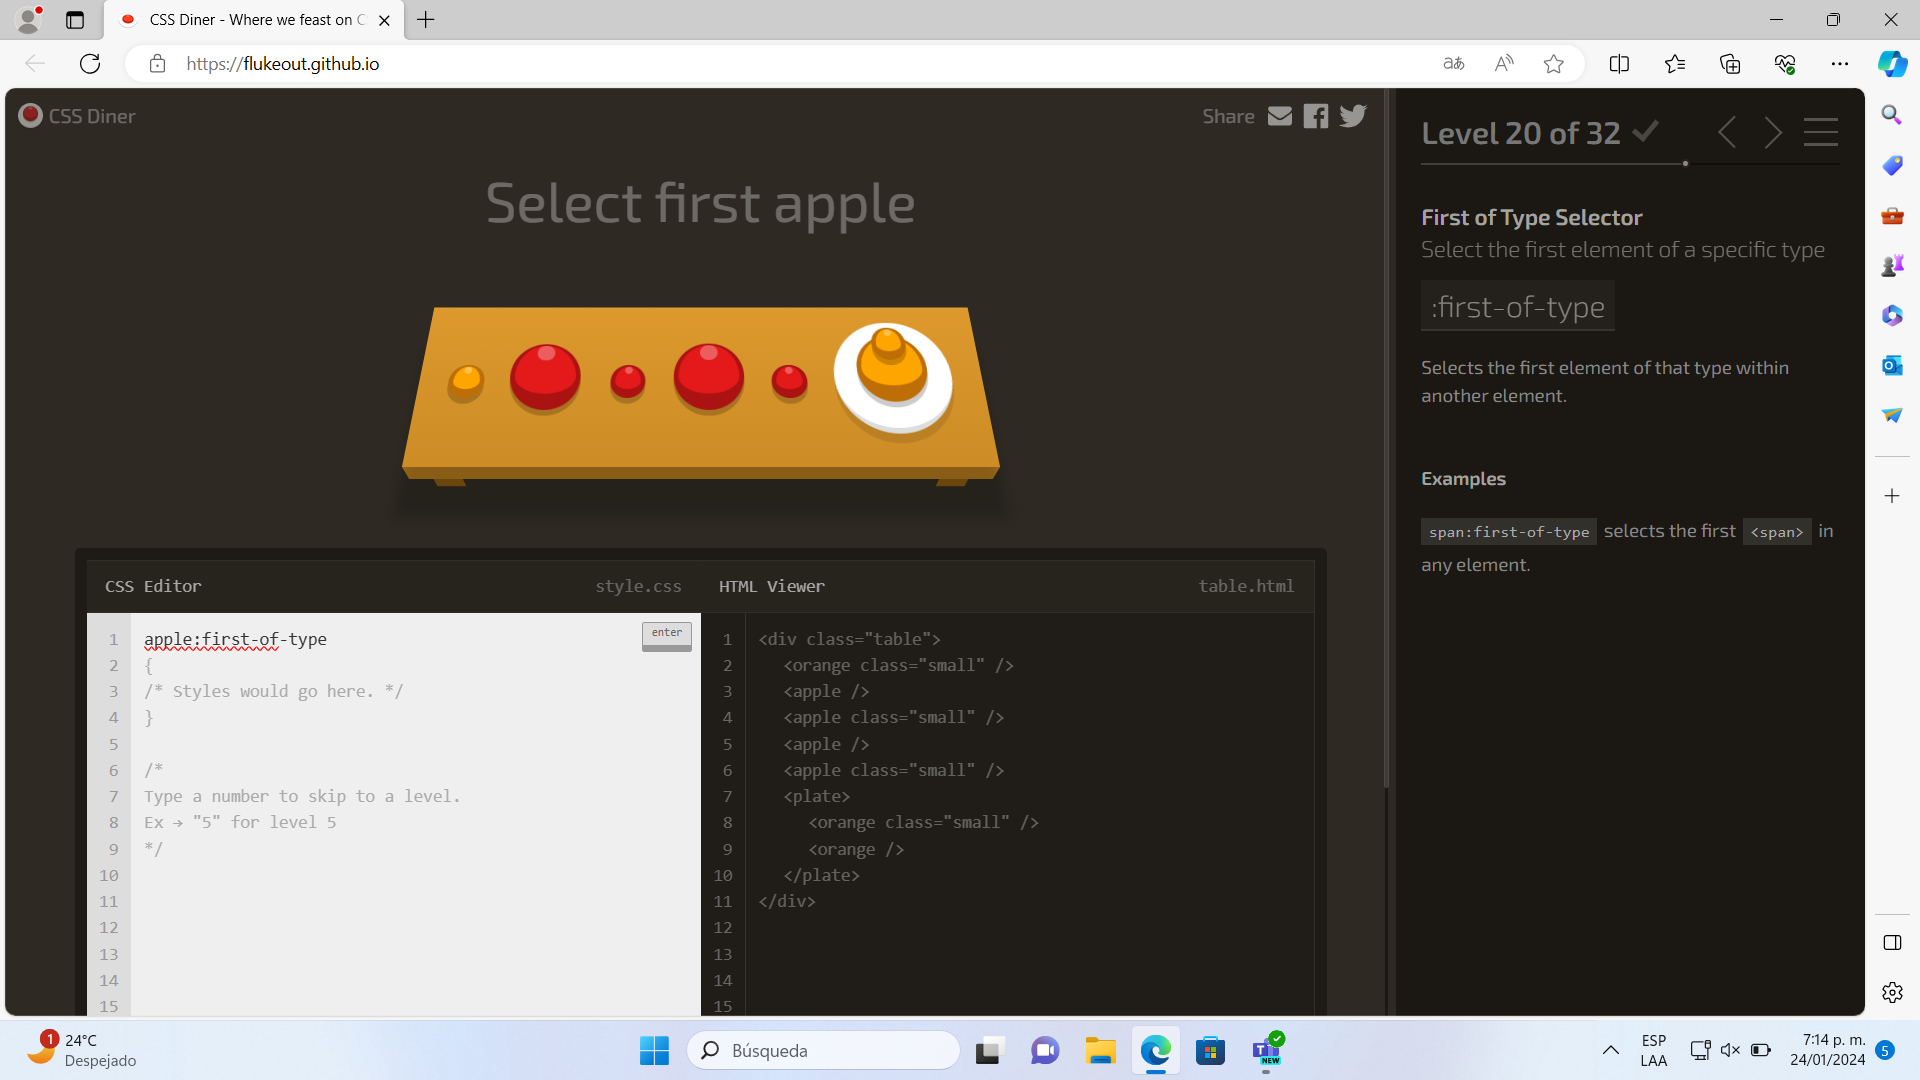 CSS Diner - Where we feast on C
https://flukeout.github.io
CSS Diner
Share
Select first apple
Level 20 of 32
First of Type Selector
Select the first element of a specific type
:first-of-type
Selects the first element of that type within
another element.
Examples
span:first-of-type selects the first <span> in
any element.
CSS Editor
style.css
HTML Viewer
table.html
enter
1 apple:first-of-type
2 {
3 /* Styles would go here. */
4 }
5
6 /*
7 Type a number to skip to a level.
8 Ex → "5" for level 5
9 */
10
11
12
13
14
15
1 <div class="table">
2 <orange class="small" />
3 <apple />
4 <apple class="small" />
5 <apple />
6 <apple class="small" />
7 <plate>
8 <orange class="small" />
9 <orange />
10 </plate>
11 </div>
12
13
14
15
1
24°C
Despejado
Búsqueda
NEW
ESP
LAA
7:14 p. m.
24/01/2024
5